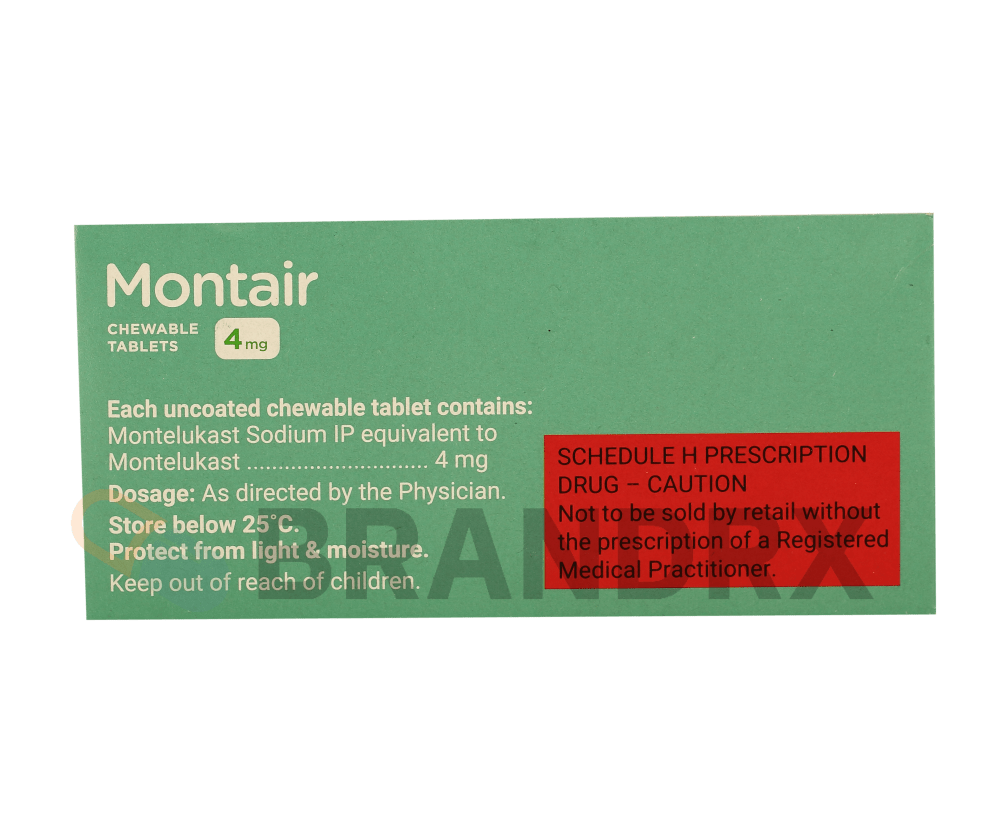 Montair
CHEWABLE
TABLETS
4 mg
Each uncoated chewable tablet contains:
Montelukast Sodium IP equivalent to
Montelukast ............................ 4 mg
Dosage: As directed by the Physician.
Store below 25°C.
Protect from light & moisture.
Keep out of reach of children.
SCHEDULE H PRESCRIPTION
DRUG – CAUTION
Not to be sold by retail without
the prescription of a Registered
Medical Practitioner.
BRANDRX